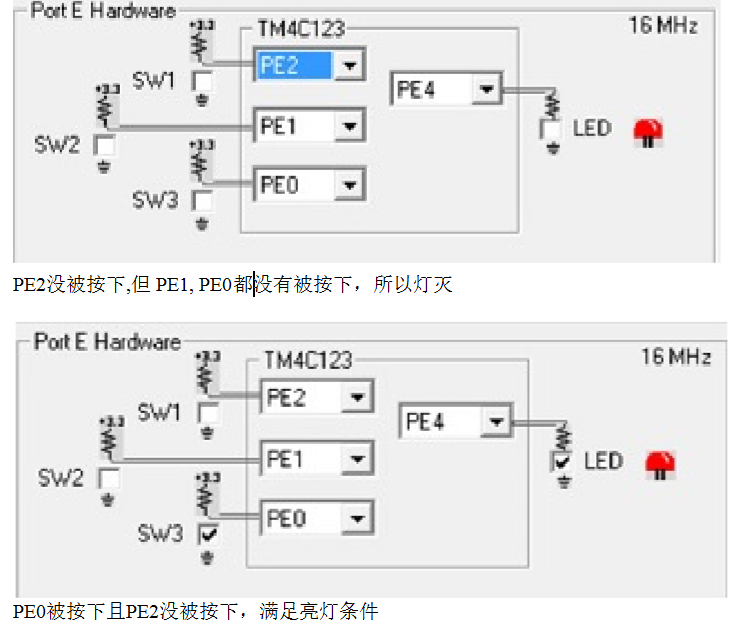 Port E Hardware
+3.3 TM4C123 16 MHz
SW1 PE2 PE4
+3.3
SW2 PE1 LED
+3.3
SW3 PE0
PE2没被按下,但 PE1, PE0都没有被按下，所以灯灭
Port E Hardware
+3.3 TM4C123 16 MHz
SW1 PE2 PE4
+3.3
SW2 PE1 LED
+3.3
SW3 PE0
PE0被按下且PE2没被按下，满足亮灯条件